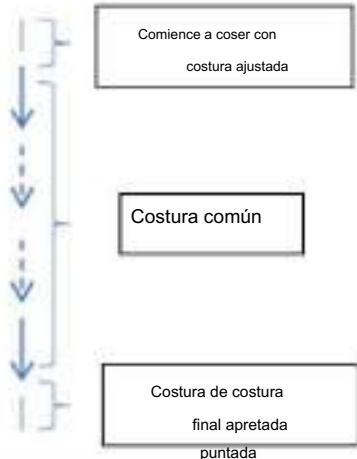 Comience a coser con
costura ajustada
Costura común
Costura de costura
final apretada
puntada